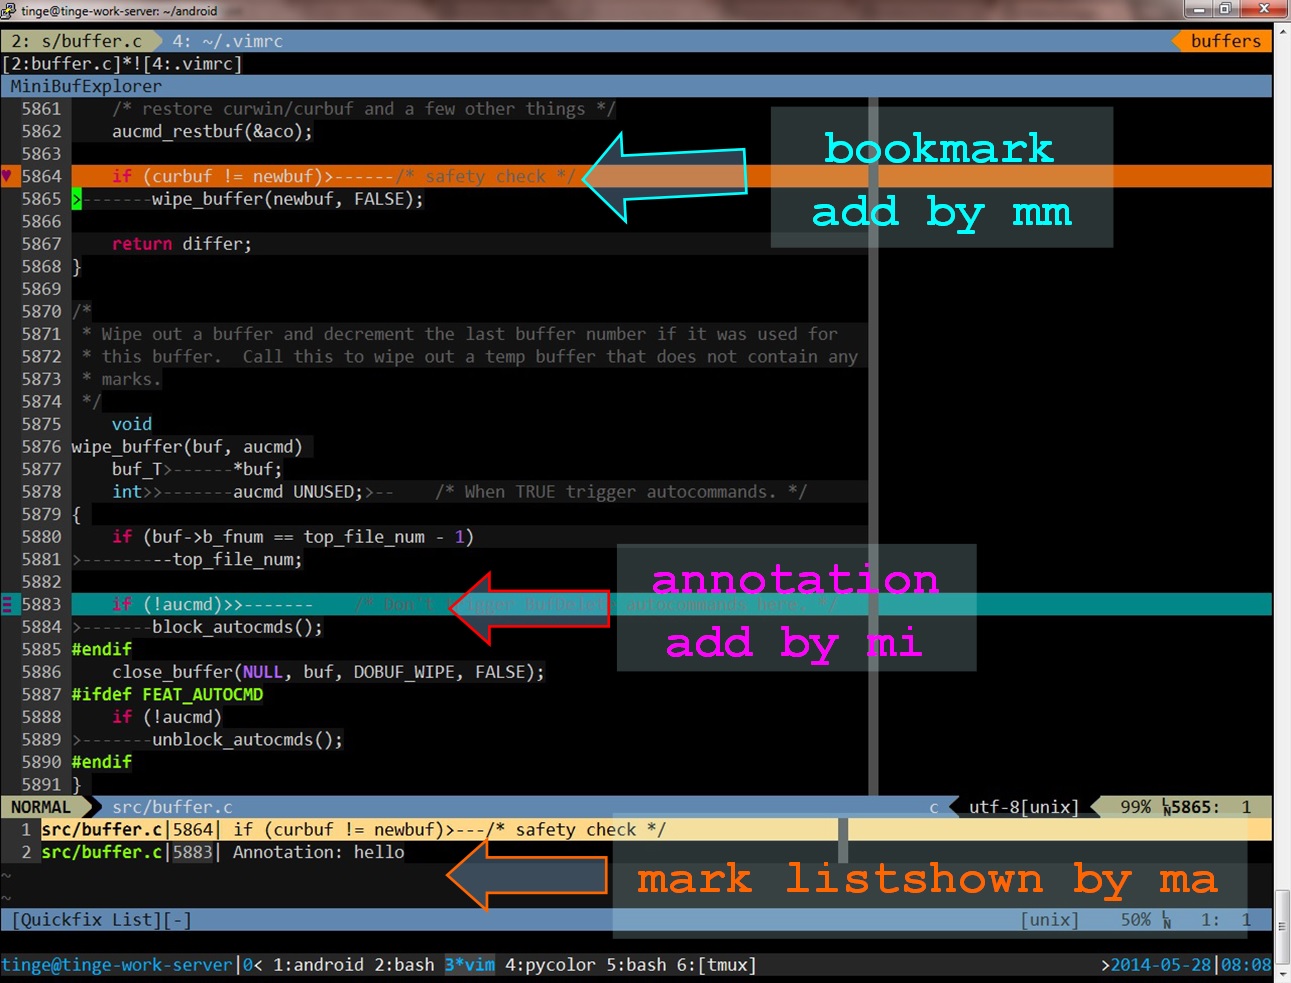 tinge@tinge-work-server: ~/android
2: s/buffer.c 4: ~/.vimrc buffers
[2:buffer.c]*![4:.vimrc]
MiniBufExplorer
5861 /* restore curwin/curbuf and a few other things */
5862 aucmd_restbuf(&aco);
5863
5864 if (curbuf != newbuf)>------/* safety check */
5865 >-------wipe_buffer(newbuf, FALSE);
5866
5867 return differ;
5868 }
5869
5870 /*
5871 * Wipe out a buffer and decrement the last buffer number if it was used for
5872 * this buffer.  Call this to wipe out a temp buffer that does not contain any
5873 * marks.
5874 */
5875 void
5876 wipe_buffer(buf, aucmd)
5877 buf_T>------*buf;
5878 int>>-------aucmd UNUSED;>-- /* When TRUE trigger autocommands. */
5879 {
5880 if (buf->b_fnum == top_file_num - 1)
5881 >---------top_file_num;
5882
5883 if (!aucmd)>>------- /* Don't trigger autocommands here. */
5884 >-------block_autocmds();
5885 #endif
5886 close_buffer(NULL, buf, DOBUF_WIPE, FALSE);
5887 #ifdef FEAT_AUTOCMD
5888 if (!aucmd)
5889 >-------unblock_autocmds();
5890 #endif
5891 }
bookmark
add by mm
annotation
add by mi
NORMAL src/buffer.c c utf-8[unix] 99% LN5865: 1
1 src/buffer.c|5864| if (curbuf != newbuf)>---/* safety check */
2 src/buffer.c|5883| Annotation: hello
~
~
mark listshown by ma
[Quickfix List][-] [unix] 50% LN 1: 1
tinge@tinge-work-server|0< 1:android 2:bash 3*vim 4:pycolor 5:bash 6:[tmux] >2014-05-28|08:08